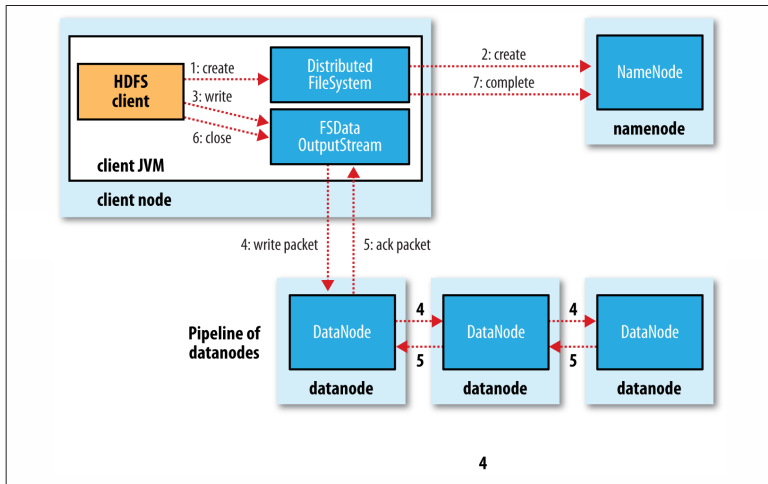 HDFS
client
1: create
3: write
6: close
Distributed
FileSystem
FSData
OutputStream
client JVM
client node
2: create
7: complete
NameNode
namenode
4: write packet
5: ack packet
Pipeline of
datanodes
DataNode
datanode
4
5
DataNode
datanode
4
5
DataNode
datanode
4